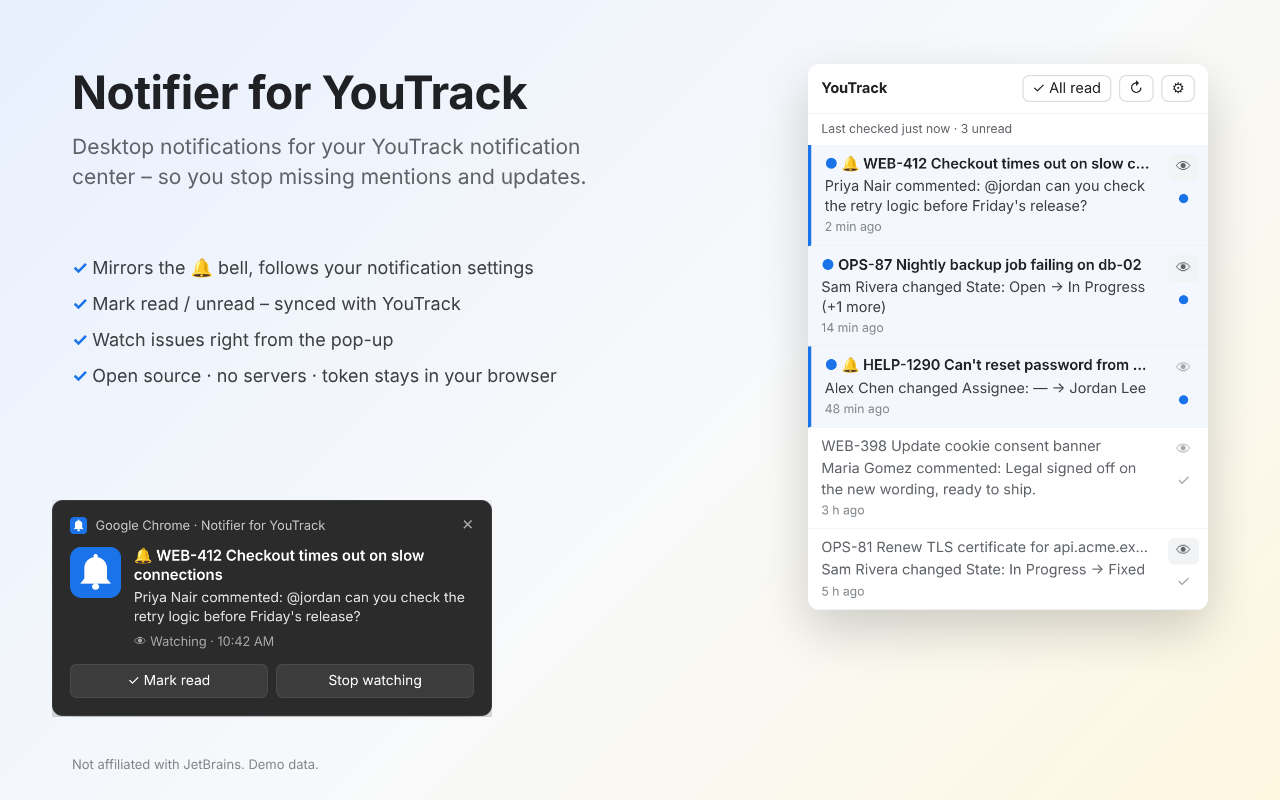 Notifier for YouTrack
Desktop notifications for your YouTrack notification
center – so you stop missing mentions and updates.
✓ Mirrors the 🔔 bell, follows your notification settings
✓ Mark read / unread – synced with YouTrack
✓ Watch issues right from the pop-up
✓ Open source · no servers · token stays in your browser
Google Chrome · Notifier for YouTrack ✕
🔔 WEB-412 Checkout times out on slow
connections
Priya Nair commented: @jordan can you check the
retry logic before Friday's release?
👁 Watching · 10:42 AM
✓ Mark read
Stop watching
Not affiliated with JetBrains. Demo data.
YouTrack
✓ All read
Last checked just now · 3 unread
🔔 WEB-412 Checkout times out on slow c...
Priya Nair commented: @jordan can you check
the retry logic before Friday's release?
2 min ago
OPS-87 Nightly backup job failing on db-02
Sam Rivera changed State: Open → In Progress
(+1 more)
14 min ago
🔔 HELP-1290 Can't reset password from ...
Alex Chen changed Assignee: — → Jordan Lee
48 min ago
WEB-398 Update cookie consent banner
Maria Gomez commented: Legal signed off on
the new wording, ready to ship.
3 h ago
OPS-81 Renew TLS certificate for api.acme.ex...
Sam Rivera changed State: In Progress → Fixed
5 h ago